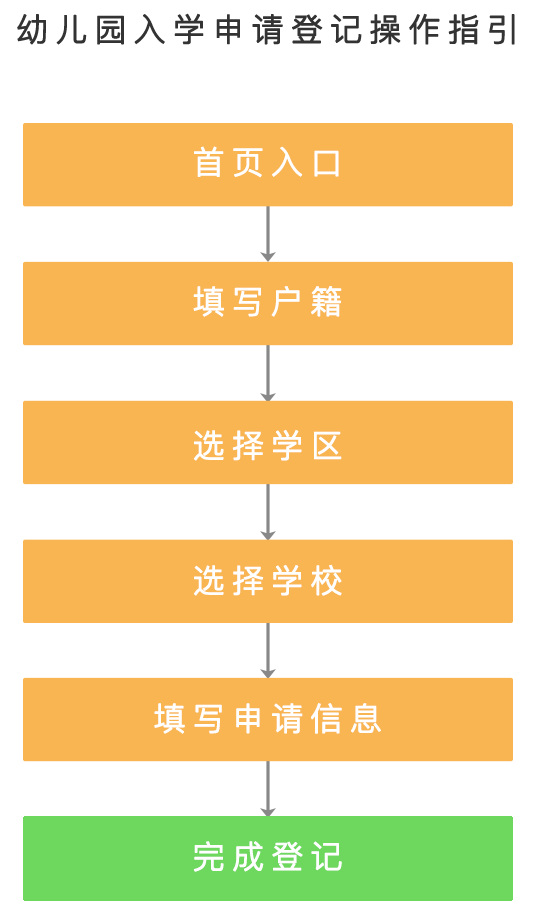 幼儿园入学申请登记操作指引
首页入口
填写户籍
选择学区
选择学校
填写申请信息
完成登记